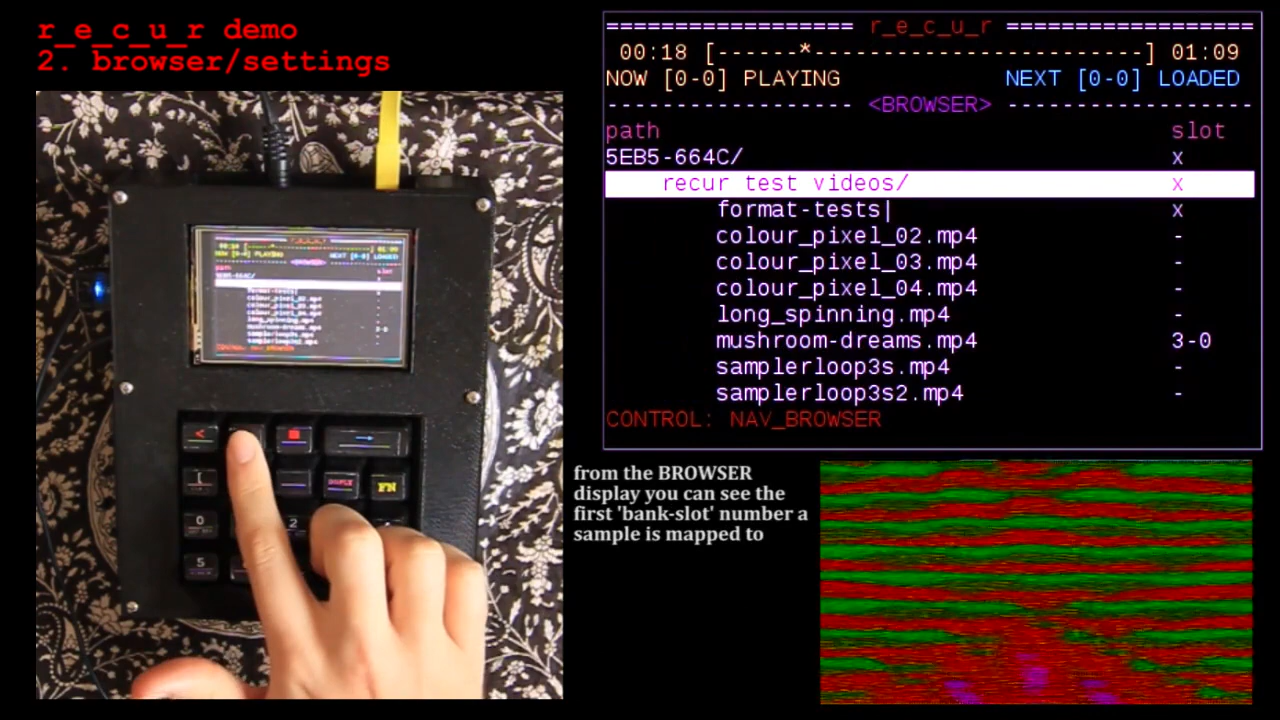 r_e_c_u_r demo
2. browser/settings
=================== r_e_c_u_r ===================
00:18 [------*------------------------] 01:09
NOW [0-0] PLAYING NEXT [0-0] LOADED
------------------ <BROWSER> ------------------
path slot
5EB5-664C/ x
recur test videos/ x
format-tests| x
colour_pixel_02.mp4 -
colour_pixel_03.mp4 -
colour_pixel_04.mp4 -
long_spinning.mp4 -
mushroom-dreams.mp4 3-0
samplerloop3s.mp4 -
samplerloop3s2.mp4 -
CONTROL: NAV_BROWSER
from the BROWSER
display you can see the
first 'bank-slot' number a
sample is mapped to
<
[ FN
0 2
5